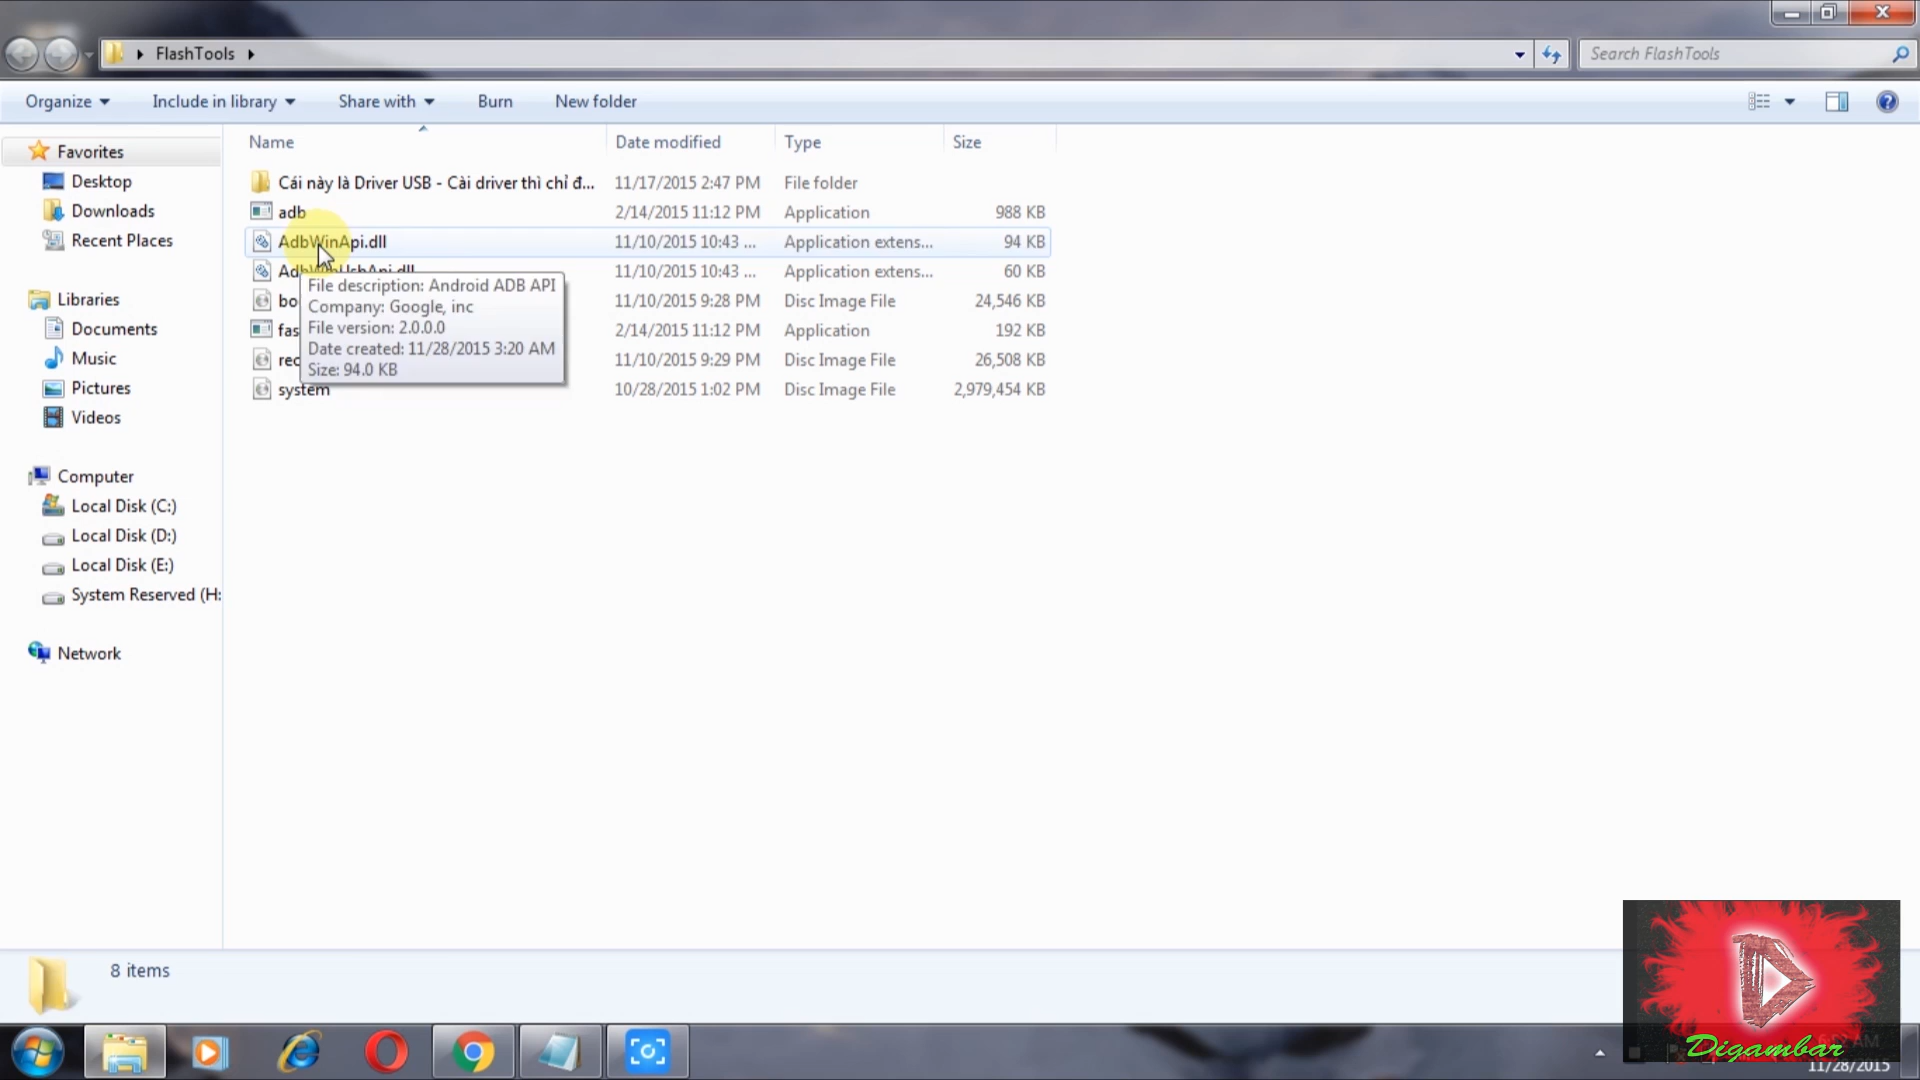 FlashTools
Search FlashTools
Organize
Include in library
Share with
Burn
New folder
Name
Date modified
Type
Size
Favorites
Desktop
Downloads
Recent Places
Libraries
Documents
Music
Pictures
Videos
Computer
Local Disk (C:)
Local Disk (D:)
Local Disk (E:)
System Reserved (H:
Network
Cái này là Driver USB - Cài driver thì chỉ đ... 11/17/2015 2:47 PM File folder
adb 2/14/2015 11:12 PM Application 988 KB
AdbWinApi.dll 11/10/2015 10:43 ... Application extens... 94 KB
11/10/2015 10:43 ... Application extens... 60 KB
bo 11/10/2015 9:28 PM Disc Image File 24,546 KB
fas 2/14/2015 11:12 PM Application 192 KB
rec 11/10/2015 9:29 PM Disc Image File 26,508 KB
system 10/28/2015 1:02 PM Disc Image File 2,979,454 KB
File description: Android ADB API
Company: Google, inc
File version: 2.0.0.0
Date created: 11/28/2015 3:20 AM
Size: 94.0 KB
8 items
Digambar
11/28/2015